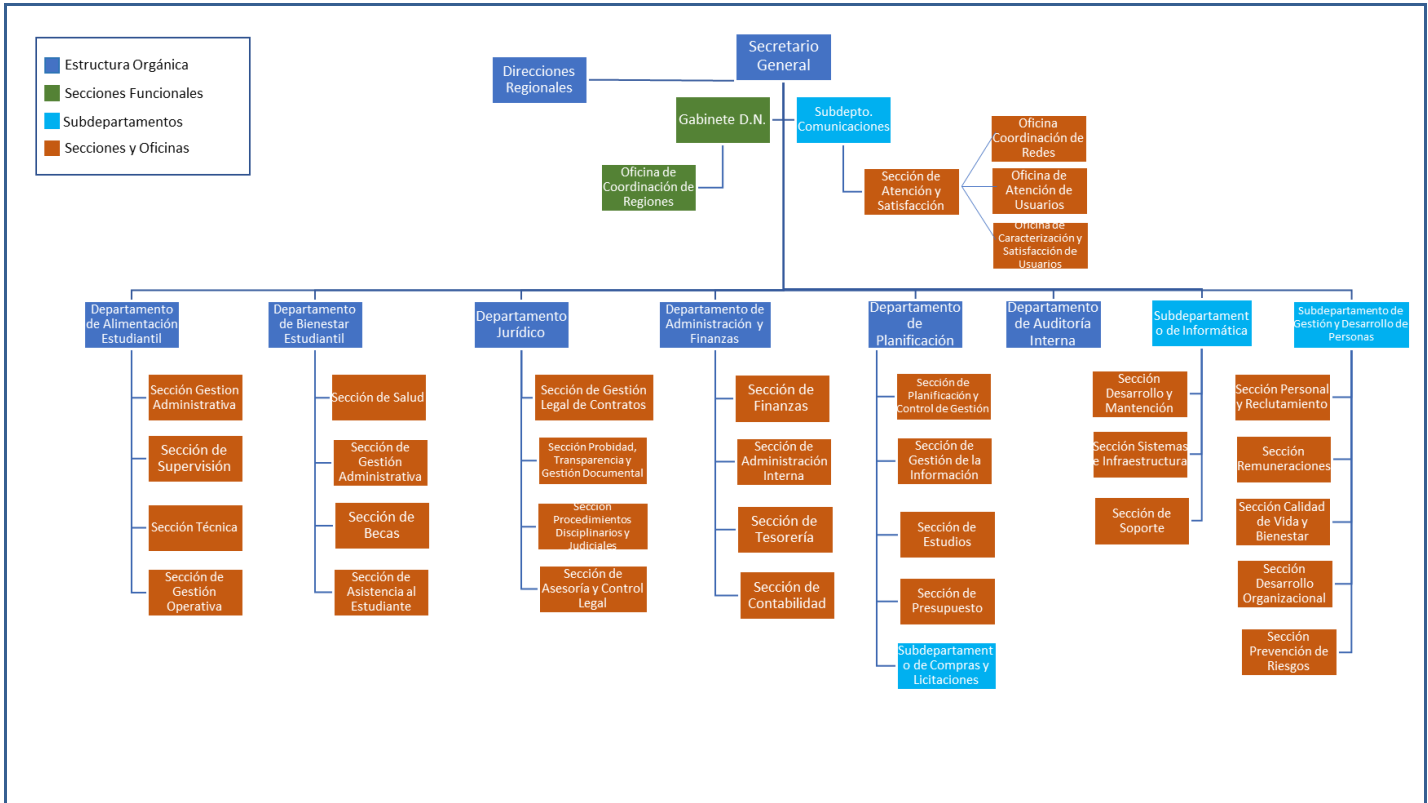 Estructura Orgánica
Secciones Funcionales
Subdepartamentos
Secciones y Oficinas
Secretario
General
Direciones
Regionales
Gabinete D.N.
Subdepto.
Comunicaciones
Oficina de
Coordinación de
Regiones
Sección de
Atención y
Satisfacción
Oficina
Coordinación de
Redes
Oficina de
Atención de
Usuarios
Oficina de
Caracterización y
Satisfacción de
Usuarios
Departamento
de Alimentación
Estudiantil
Sección Gestion
Administrativa
Sección de
Supervisión
Sección Técnica
Sección de
Gestión
Operativa
Departamento
de Bienestar
Estudiantil
Sección de Salud
Sección de
Gestión
Administrativa
Sección de
Becas
Sección de
Asistencia al
Estudiante
Departamento
Jurídico
Sección de Gestión
Legal de Contratos
Sección Probidad,
Transparencia y
Gestión Documental
Sección
Procedimientos
Disciplinarios y
Judiciales
Sección de
Asesoría y Control
Legal
Departamento de
Administración y
Finanzas
Sección de
Finanzas
Sección de
Administración
Interna
Sección de
Tesorería
Sección de
Contabilidad
Departamento
de
Planificación
Sección de
Planificación y
Control de Gestión
Sección de
Gestión de la
Información
Sección de
Estudios
Sección de
Presupuesto
Subdepartament
o de Compras y
Licitaciones
Departamento
de Auditoría
Interna
Subdepartament
o de Informática
Sección
Desarrollo y
Mantención
Sección Sistemas
e Infraestructura
Sección de
Soporte
Subdepartamento de
Gestión y Desarrollo de
Personas
Sección Personal
y Reclutamiento
Sección
Remuneraciones
Sección Calidad
de Vida y
Bienestar
Sección
Desarrollo
Organizacional
Sección
Prevención de
Riesgos